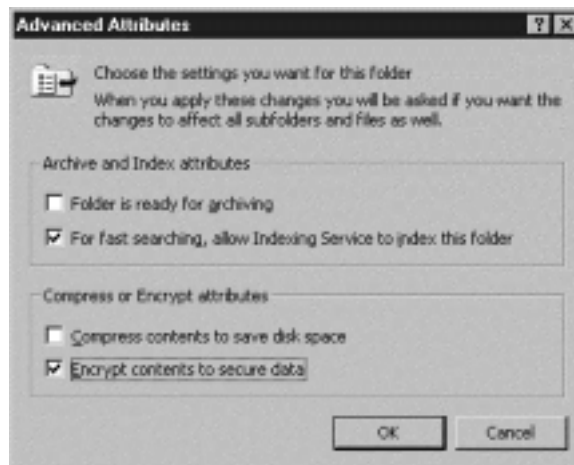 Advanced Attributes
Choose the settings you want for this folder
When you apply these changes you will be asked if you want the
changes to affect all subfolders and files as well.
Archive and Index attributes
Folder is ready for archiving
For fast searching, allow Indexing Service to index this folder
Compress or Encrypt attributes
Compress contents to save disk space
Encrypt contents to secure data
OK Cancel